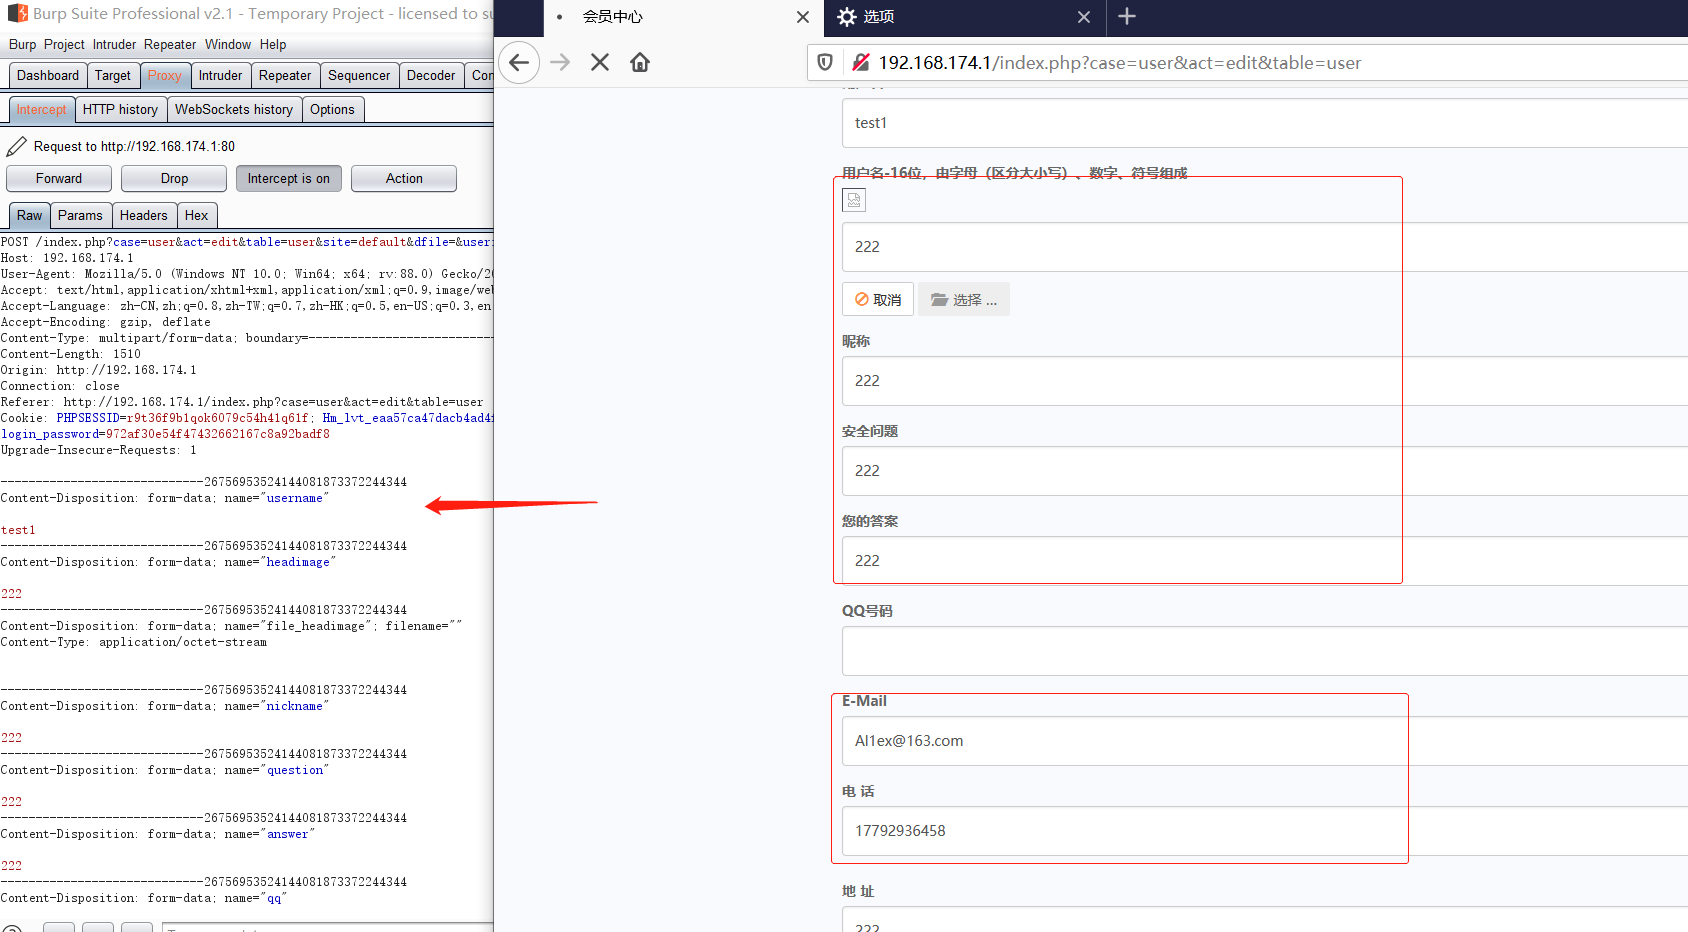 Burp Suite Professional v2.1 - Temporary Project - licensed to su
Burp Project Intruder Repeater Window Help
Dashboard Target Proxy Intruder Repeater Sequencer Decoder Con
Intercept HTTP history WebSockets history Options
Request to http://192.168.174.1:80
Forward Drop Intercept is on Action
Raw Params Headers Hex
POST /index.php?case=user&act=edit&table=user&site=default&dfile=&user
Host: 192.168.174.1
User-Agent: Mozilla/5.0 (Windows NT 10.0; Win64; x64; rv:88.0) Gecko/20
Accept: text/html,application/xhtml+xml,application/xml;q=0.9,image/web
Accept-Language: zh-CN,zh;q=0.8,zh-TW;q=0.7,zh-HK;q=0.5,en-US;q=0.3,en
Accept-Encoding: gzip, deflate
Content-Type: multipart/form-data; boundary=---------------------------
Content-Length: 1510
Origin: http://192.168.174.1
Connection: close
Referer: http://192.168.174.1/index.php?case=user&act=edit&table=user
Cookie: PHPSESSID=r9t36f9b1qok6079c54h41q61f; Hm_lvt_eaa57ca47dacb4ad4f
login_password=972af30e54f47432662167c8a92badf8
Upgrade-Insecure-Requests: 1
-----------------------------267569535241440818733722​44344
Content-Disposition: form-data; name="username"
test1
-----------------------------26756953524144081873372244344
Content-Disposition: form-data; name="headimage"
222
-----------------------------26756953524144081873372244344
Content-Disposition: form-data; name="file_headimage"; filename=""
Content-Type: application/octet-stream
-----------------------------26756953524144081873372244344
Content-Disposition: form-data; name="nickname"
222
-----------------------------26756953524144081873372244344
Content-Disposition: form-data; name="question"
222
-----------------------------26756953524144081873372244344
Content-Disposition: form-data; name="answer"
222
-----------------------------26756953524144081873372244344
Content-Disposition: form-data; name="qq"
会员中心
选项
192.168.174.1/index.php?case=user&act=edit&table=user
test1
用户名-16位，由字母（区分大小写）、数字、符号组成
222
取消 选择 ...
昵称
222
安全问题
222
您的答案
222
QQ号码
E-Mail
Al1ex@163.com
电 话
17792936458
地 址
222